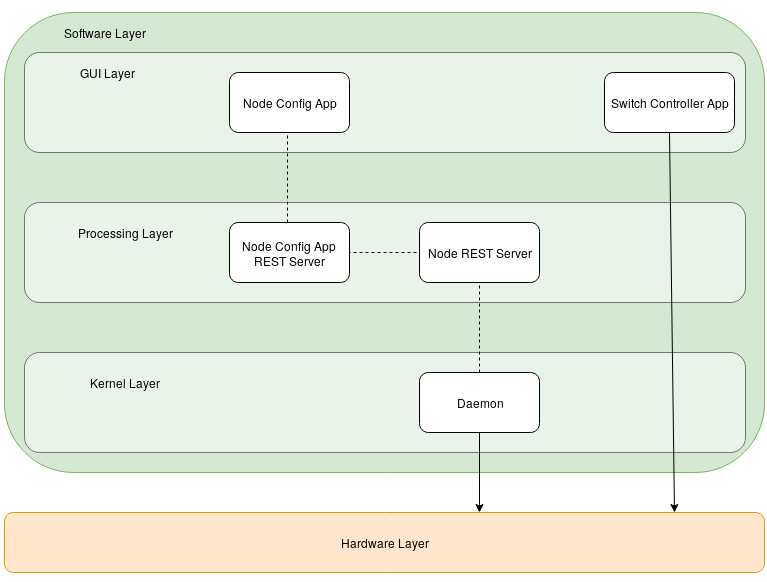 Software Layer
GUI Layer
Node Config App
Switch Controller App
Processing Layer
Node Config App
REST Server
Node REST Server
Kernel Layer
Daemon
Hardware Layer